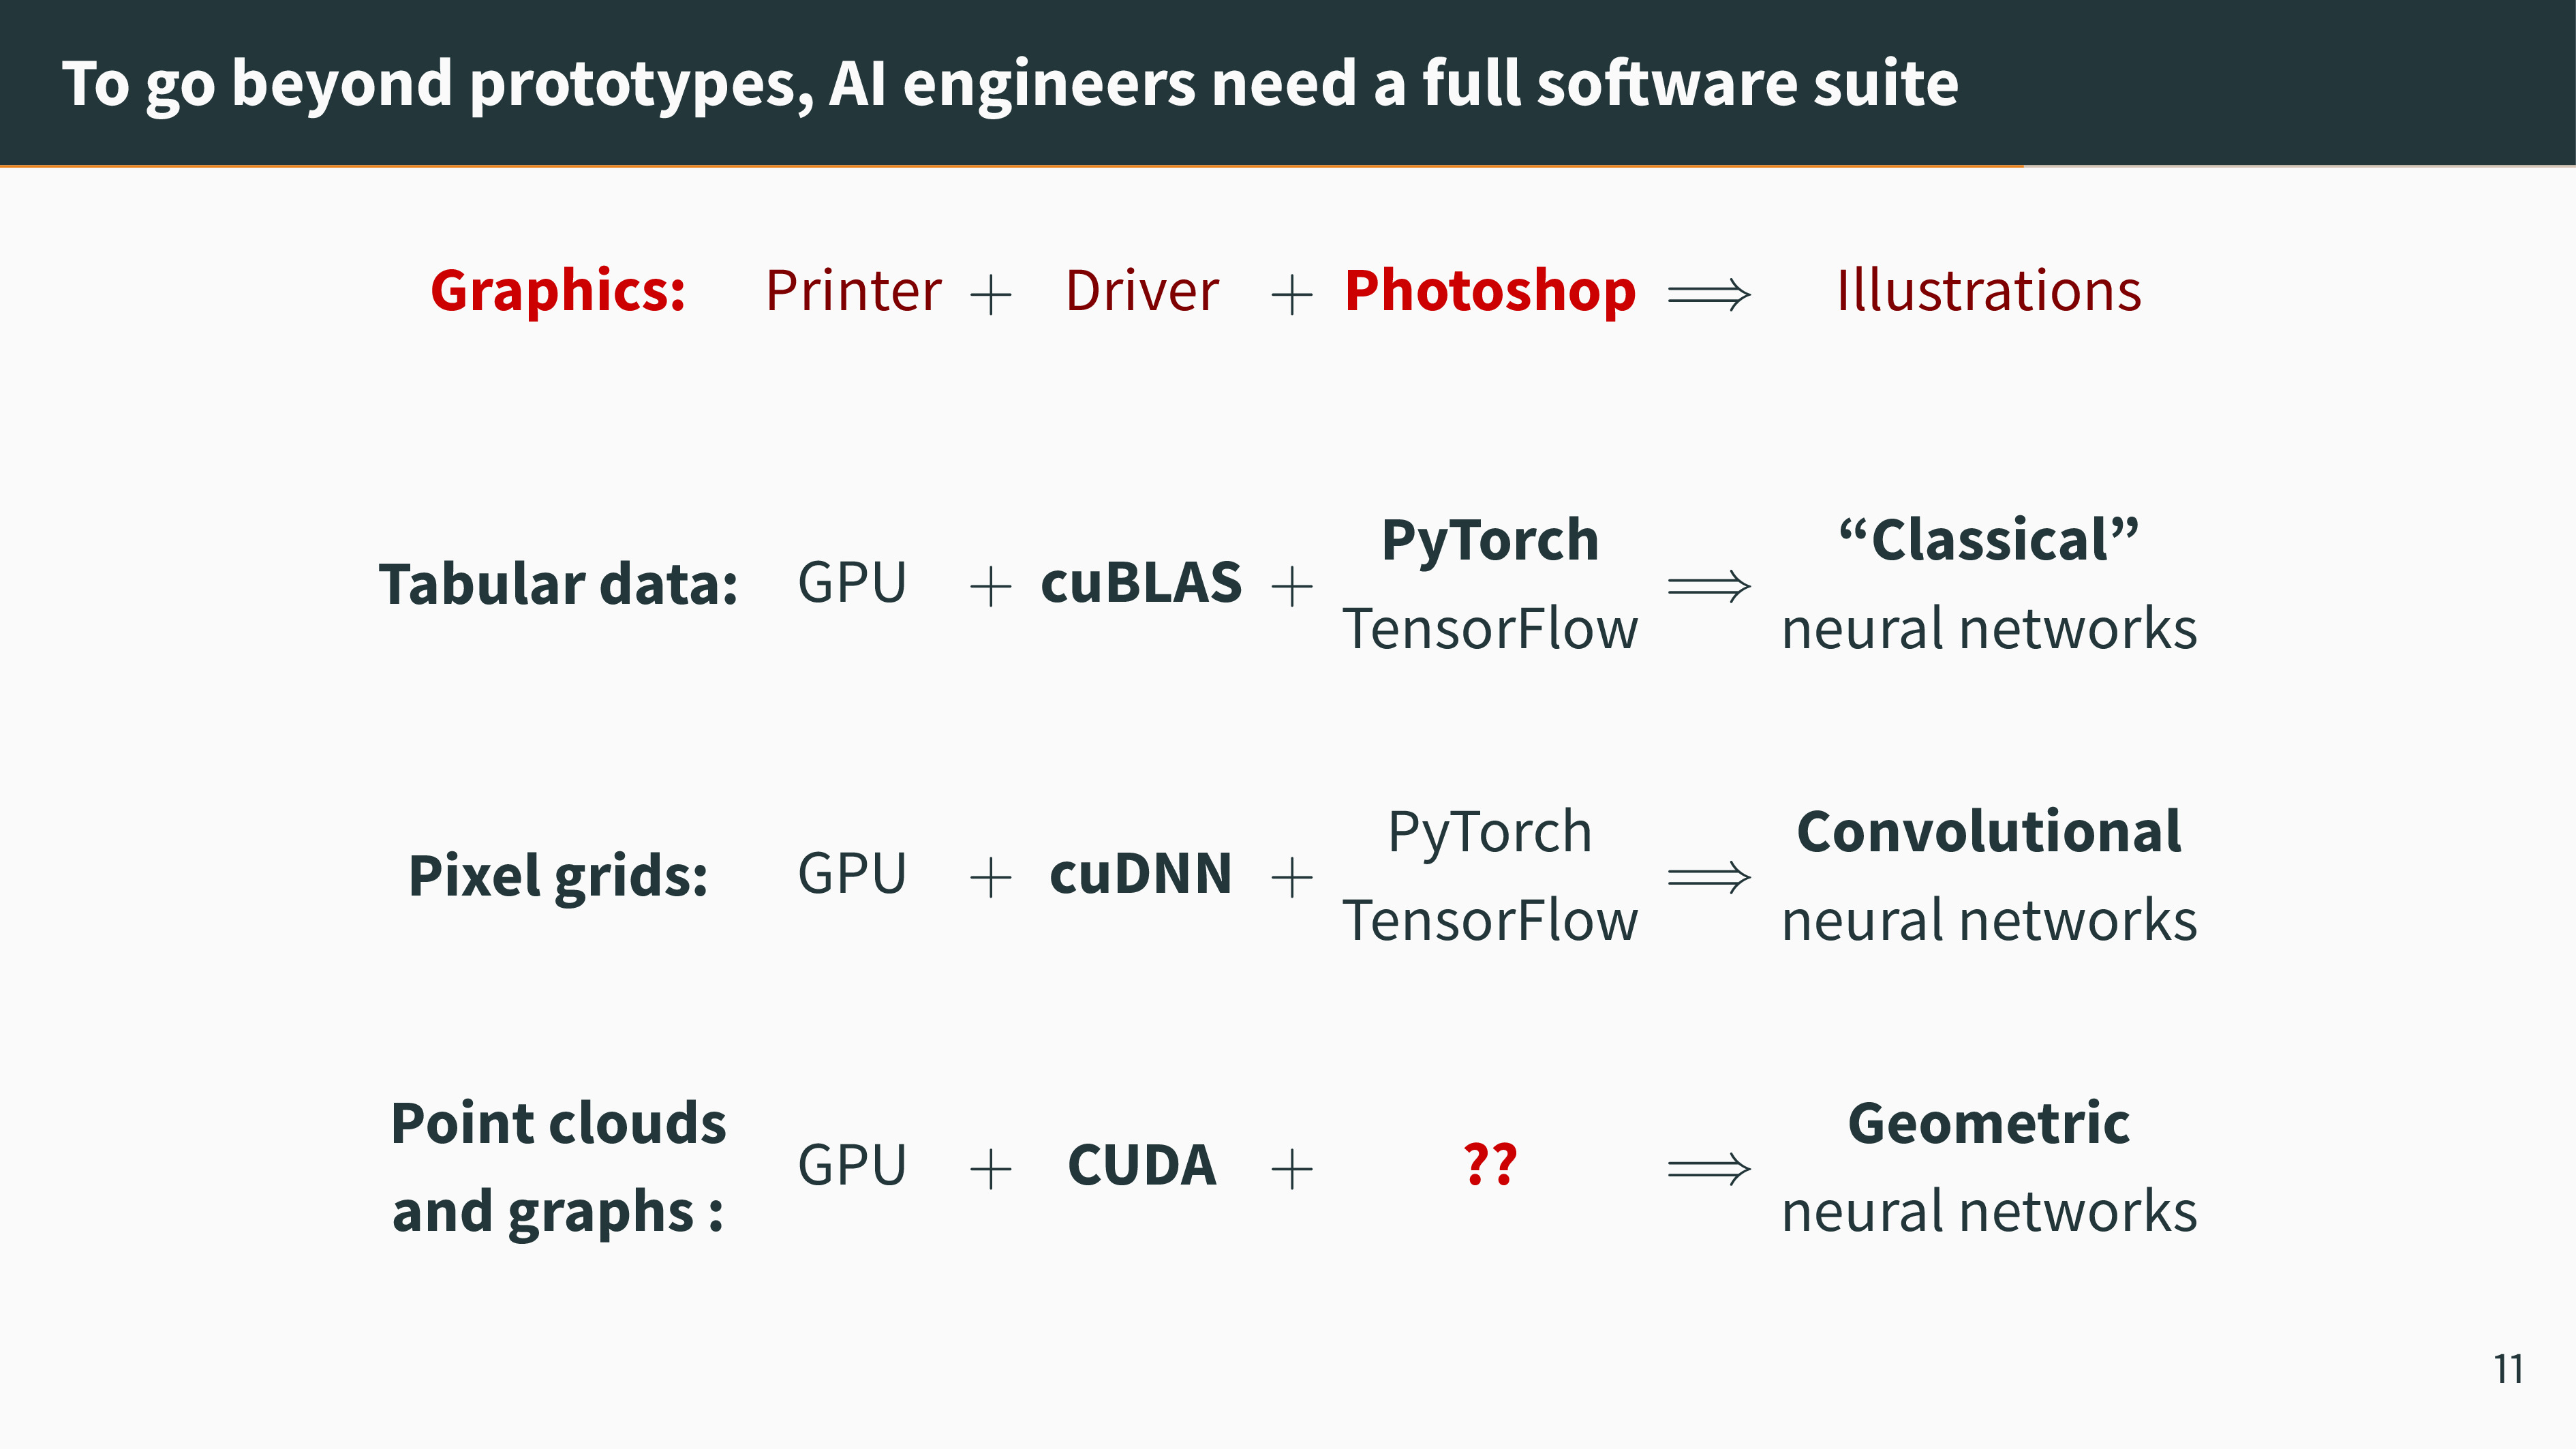 To go beyond prototypes, AI engineers need a full software suite
Graphics: Printer + Driver + Photoshop ⟹ Illustrations
Tabular data: GPU + cuBLAS + PyTorch TensorFlow ⟹ “Classical” neural networks
Pixel grids: GPU + cuDNN + PyTorch TensorFlow ⟹ Convolutional neural networks
Point clouds and graphs : GPU + CUDA + ?? ⟹ Geometric neural networks
11